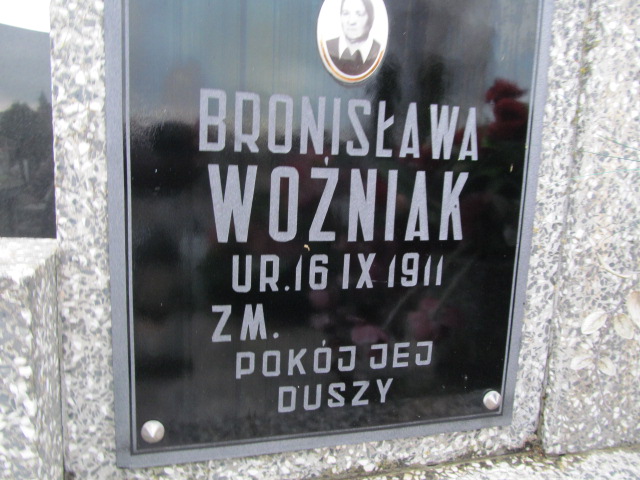 BRONISŁAWA
WOŹNIAK
UR. 16 IX 1911
ZM.
POKÓJ JEJ
DUSZY